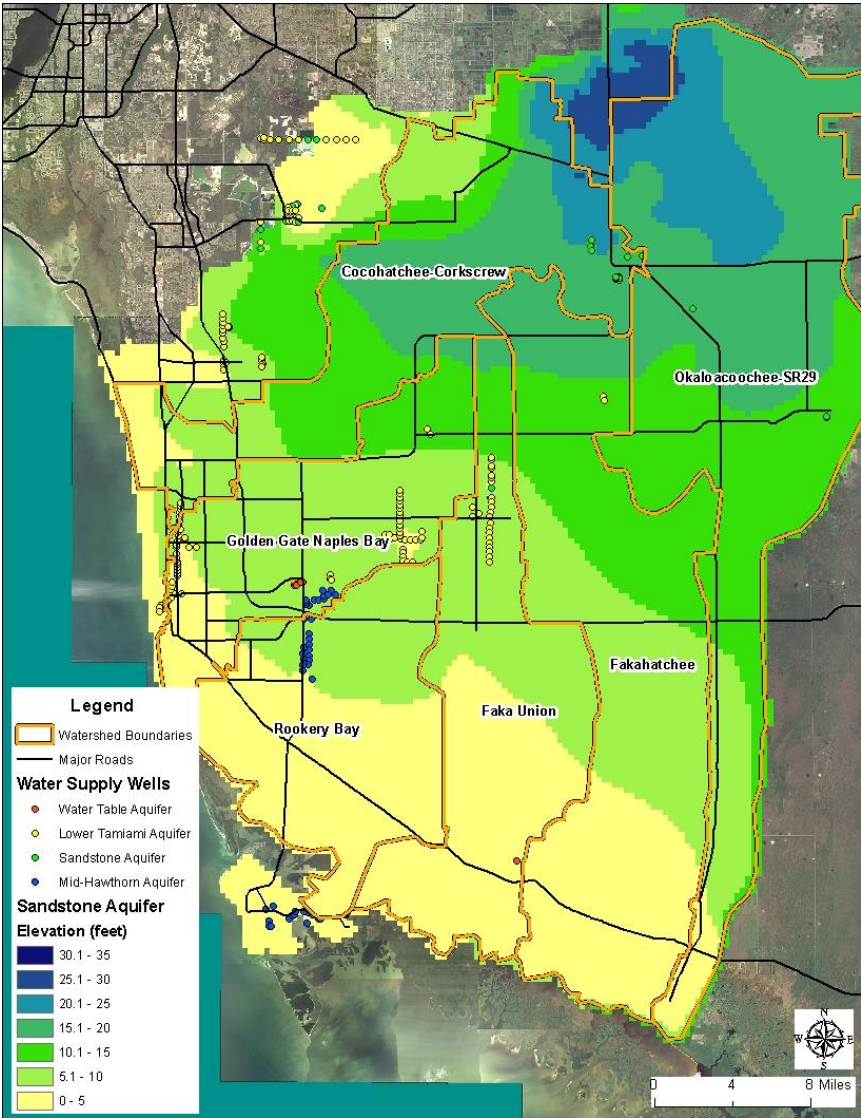 Cocohatchee-Corkscrew
Okaloacoochee-SR29
Golden Gate Naples Bay
Fakahatchee
Faka Union
Rookery Bay
Legend
Watershed Boundaries
Major Roads
Water Supply Wells
Water Table Aquifer
Lower Tamiami Aquifer
Sandstone Aquifer
Mid-Hawthorn Aquifer
Sandstone Aquifer
Elevation (feet)
30.1 - 35
25.1 - 30
20.1 - 25
15.1 - 20
10.1 - 15
5.1 - 10
0 - 5
N
W E
S
0 4 8 Miles